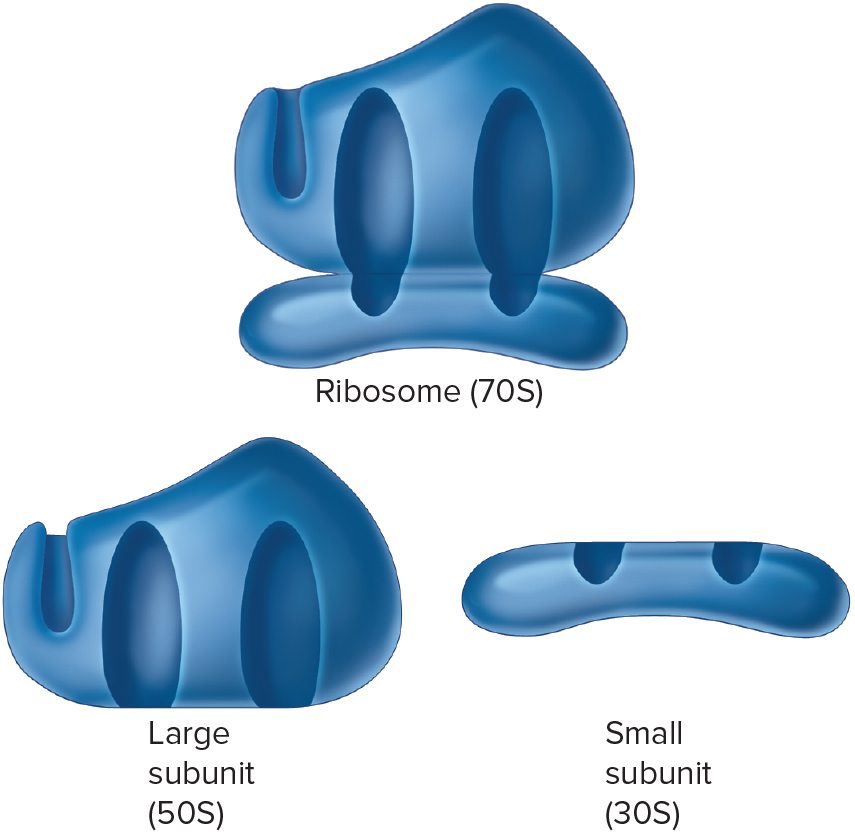 Ribosome (70S)
Large
subunit
(50S)
Small
subunit
(30S)